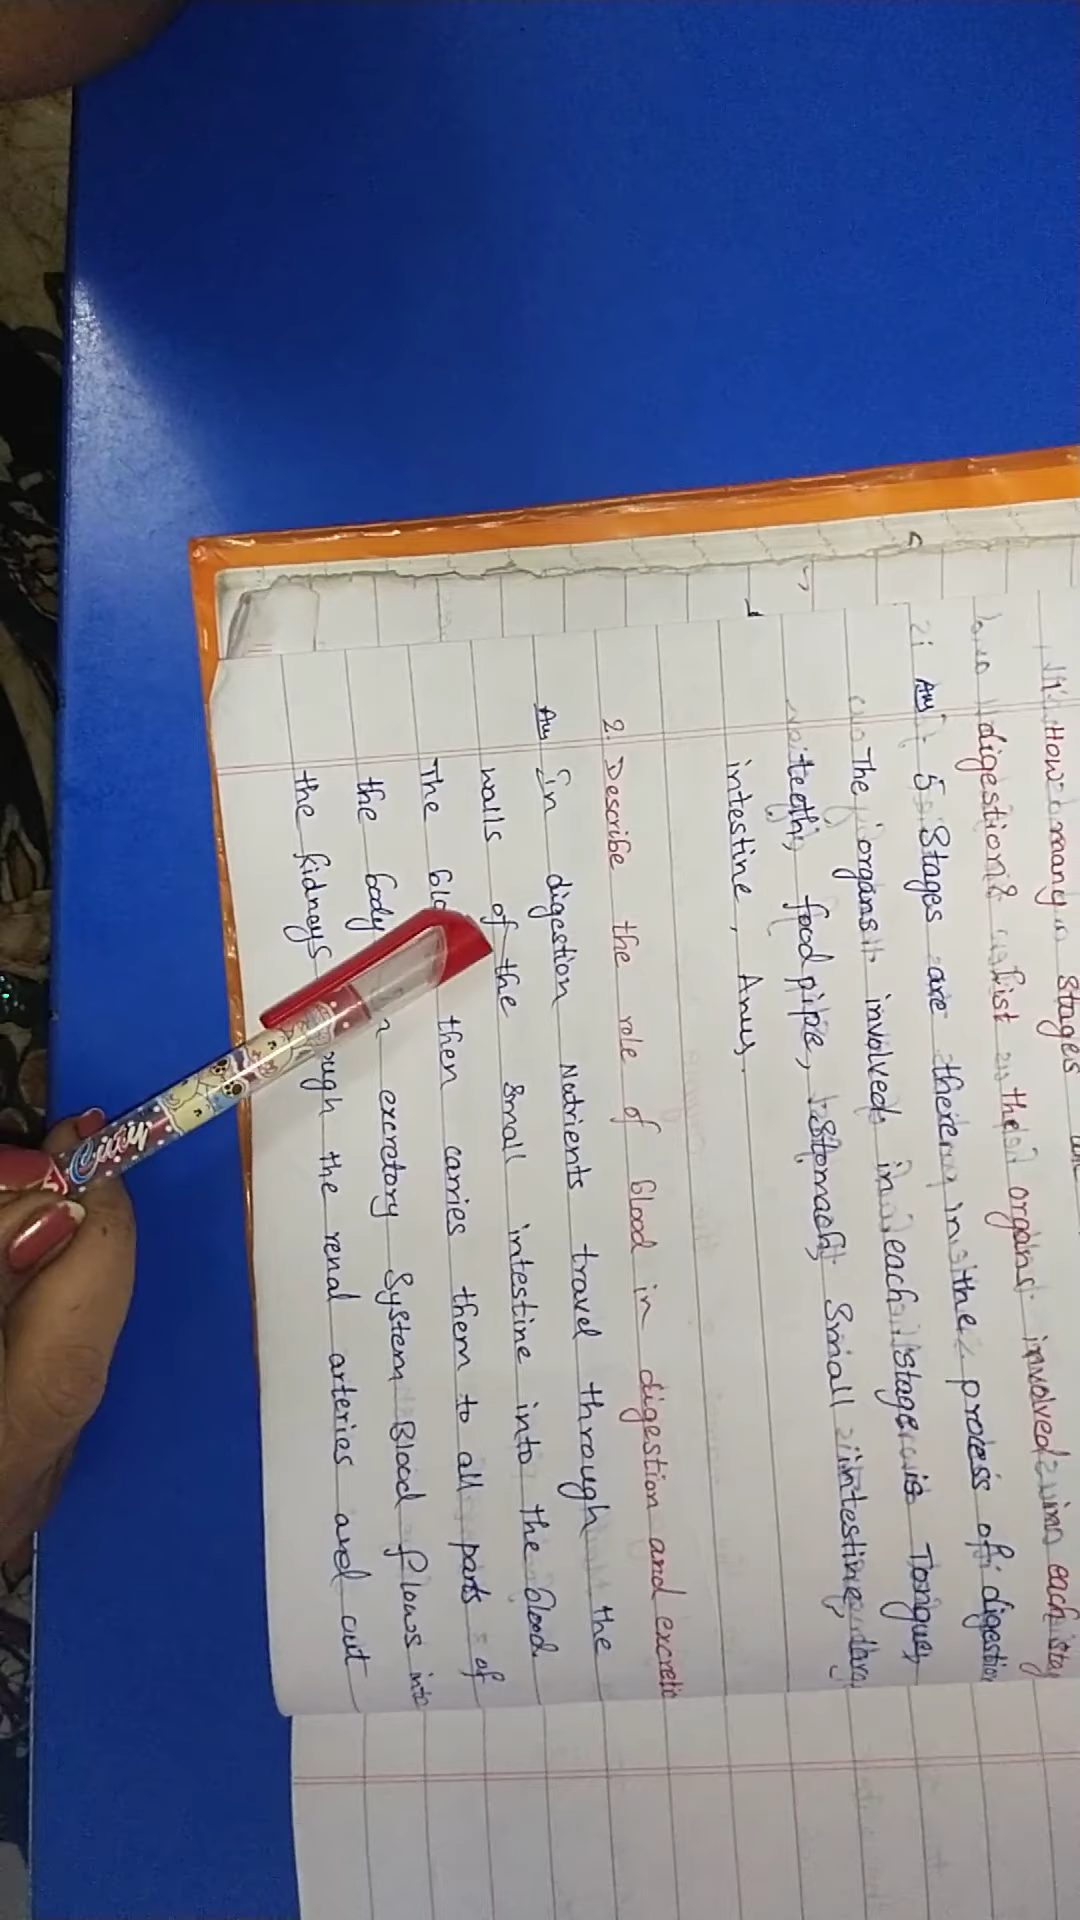 1. How many stages
digestion & list the organs involved in each
Ans 5 Stages are there in the process of digestion
The organs involved in each stage is Tongue,
teeth, food pipe, Stomach, Small intestine,
intestine, Anus.
2. Describe the role of blood in digestion and excretio
Ans in digestion Nutrients travel through the
walls of the Small intestine into the blood
The then carries them to all parts of
the body excretory System Blood flows into
the kidneys the renal arteries and out
City